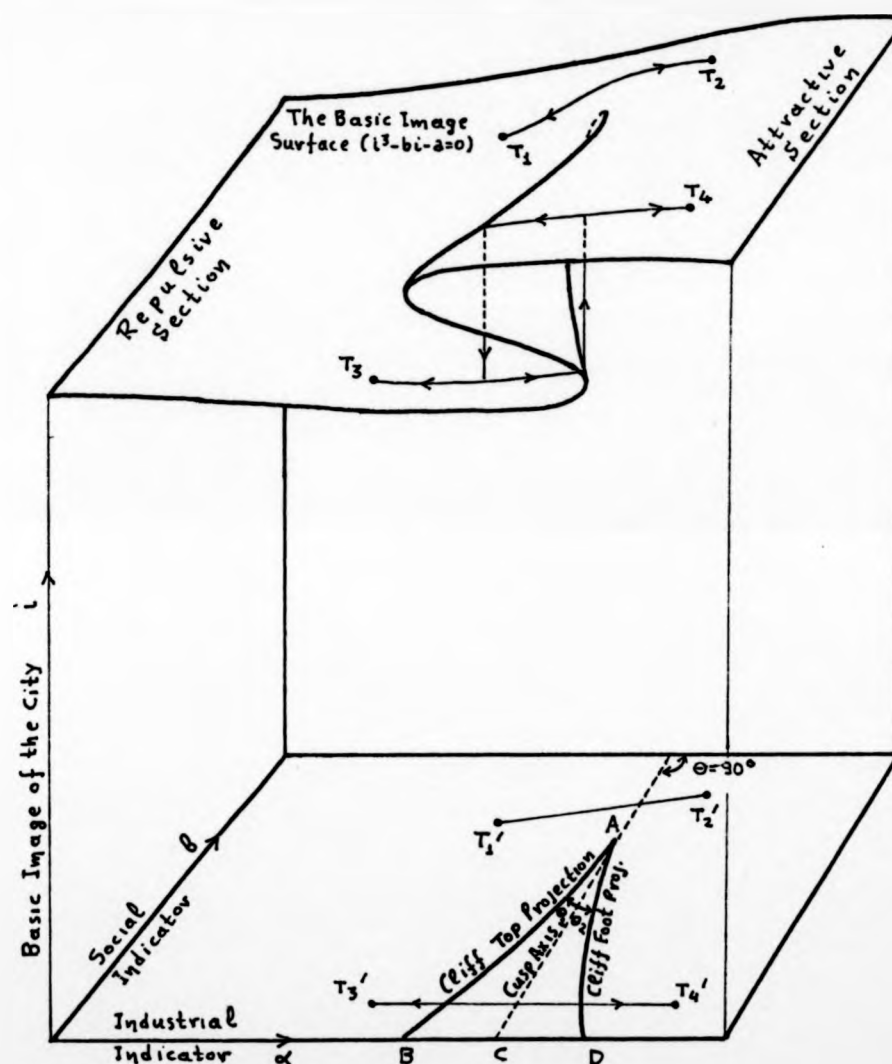 T₂
The Basic Image
Surface (i³-bi-a=0)
T₁
Attractive
Section
T₄
Repulsive
Section
T₃
Basic Image of the City i
Θ=90°
T₂'
T₁'
A
β
Social
Indicator
Cliff Top Projection
Cusp Axis
Cliff Foot Proj.
T₃'
T₄'
Industrial
Indicator
α
B
C
D